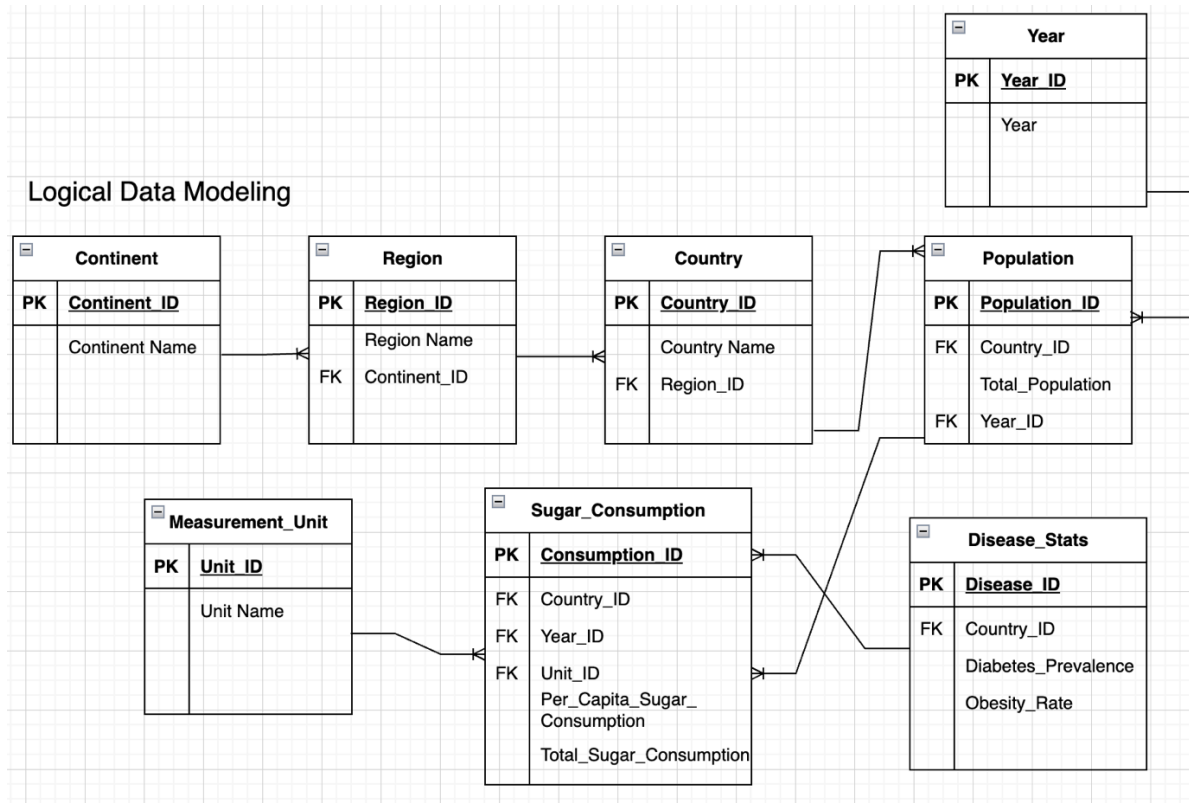 Year
PK Year_ID
Year
Logical Data Modeling
Continent
PK Continent_ID
Continent Name
Region
PK Region_ID
Region Name
FK Continent_ID
Country
PK Country_ID
Country Name
FK Region_ID
Population
PK Population_ID
FK Country_ID
Total_Population
FK Year_ID
Measurement_Unit
PK Unit_ID
Unit Name
Sugar_Consumption
PK Consumption_ID
FK Country_ID
FK Year_ID
FK Unit_ID
Per_Capita_Sugar_
Consumption
Total_Sugar_Consumption
Disease_Stats
PK Disease_ID
FK Country_ID
Diabetes_Prevalence
Obesity_Rate